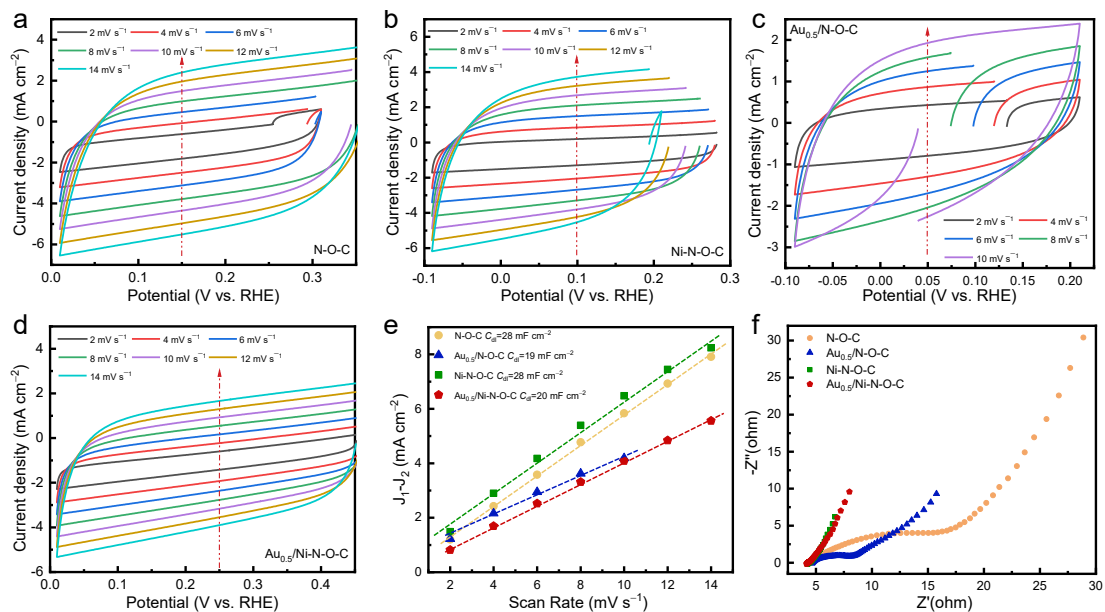 a
2 mV s⁻¹ 4 mV s⁻¹ 6 mV s⁻¹
8 mV s⁻¹ 10 mV s⁻¹ 12 mV s⁻¹
14 mV s⁻¹
Current density (mA cm⁻²)
4
2
0
-2
-4
-6
N-O-C
0.0 0.1 0.2 0.3
Potential (V vs. RHE)
b
2 mV s⁻¹ 4 mV s⁻¹ 6 mV s⁻¹
8 mV s⁻¹ 10 mV s⁻¹ 12 mV s⁻¹
14 mV s⁻¹
Current density (mA cm⁻²)
6
4
2
0
-2
-4
-6
Ni-N-O-C
-0.1 0.0 0.1 0.2 0.3
Potential (V vs. RHE)
c
Au₀.₅/N-O-C
Current density (mA cm⁻²)
2
1
0
-1
-2
-3
2 mV s⁻¹ 4 mV s⁻¹
6 mV s⁻¹ 8 mV s⁻¹
10 mV s⁻¹
-0.10 -0.05 0.00 0.05 0.10 0.15 0.20
Potential (V vs. RHE)
d
2 mV s⁻¹ 4 mV s⁻¹ 6 mV s⁻¹
8 mV s⁻¹ 10 mV s⁻¹ 12 mV s⁻¹
14 mV s⁻¹
Current density (mA cm⁻²)
4
2
0
-2
-4
-6
Au₀.₅/Ni-N-O-C
0.0 0.1 0.2 0.3 0.4
Potential (V vs. RHE)
e
N-O-C C_dl=28 mF cm⁻²
Au₀.₅/N-O-C C_dl=19 mF cm⁻²
Ni-N-O-C C_dl=28 mF cm⁻²
Au₀.₅/Ni-N-O-C C_dl=20 mF cm⁻²
J₁-J₂ (mA cm⁻²)
8
6
4
2
0
2 4 6 8 10 12 14
Scan Rate (mV s⁻¹)
f
N-O-C
Au₀.₅/N-O-C
Ni-N-O-C
Au₀.₅/Ni-N-O-C
-Z''(ohm)
30
25
20
15
10
5
0
5 10 15 20 25 30
Z'(ohm)